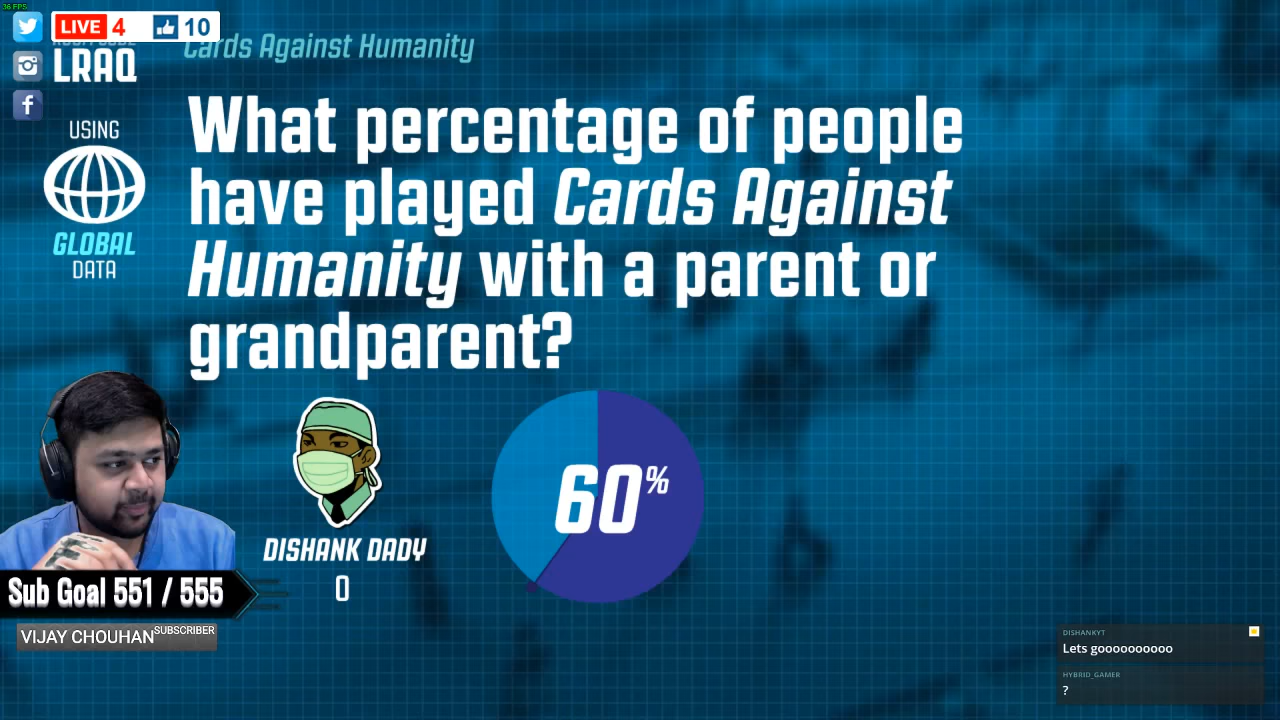 36 FPS
LIVE 4 10
LRAQ
Cards Against Humanity
What percentage of people
have played Cards Against
Humanity with a parent or
grandparent?
USING
GLOBAL
DATA
60%
DISHANK DADY
0
Sub Goal 551 / 555
VIJAY CHOUHAN SUBSCRIBER
DISHANKYT
Lets goooooooooo
HYBRID_GAMER
?